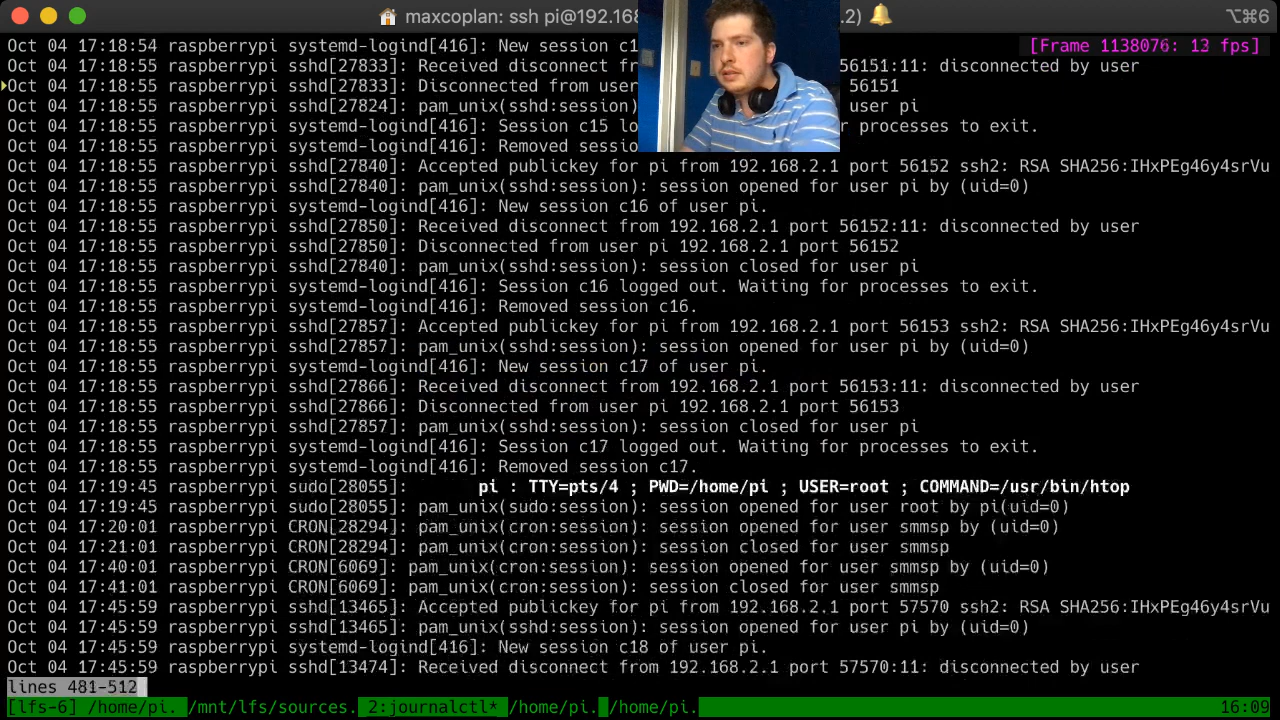 maxcoplan: ssh pi@192.168 .2) ⌥⌘6
Oct 04 17:18:54 raspberrypi systemd-logind[416]: New session c1 [Frame 1138076: 13 fps]
Oct 04 17:18:55 raspberrypi sshd[27833]: Received disconnect f 56151:11: disconnected by user
Oct 04 17:18:55 raspberrypi sshd[27833]: Disconnected from user 56151
Oct 04 17:18:55 raspberrypi sshd[27824]: pam_unix(sshd:session) user pi
Oct 04 17:18:55 raspberrypi systemd-logind[416]: Session c15 lo r processes to exit.
Oct 04 17:18:55 raspberrypi systemd-logind[416]: Removed sessio
Oct 04 17:18:55 raspberrypi sshd[27840]: Accepted publickey for pi from 192.168.2.1 port 56152 ssh2: RSA SHA256:IHxPEg46y4srVu
Oct 04 17:18:55 raspberrypi sshd[27840]: pam_unix(sshd:session): session opened for user pi by (uid=0)
Oct 04 17:18:55 raspberrypi systemd-logind[416]: New session c16 of user pi.
Oct 04 17:18:55 raspberrypi sshd[27850]: Received disconnect from 192.168.2.1 port 56152:11: disconnected by user
Oct 04 17:18:55 raspberrypi sshd[27850]: Disconnected from user pi 192.168.2.1 port 56152
Oct 04 17:18:55 raspberrypi sshd[27840]: pam_unix(sshd:session): session closed for user pi
Oct 04 17:18:55 raspberrypi systemd-logind[416]: Session c16 logged out. Waiting for processes to exit.
Oct 04 17:18:55 raspberrypi systemd-logind[416]: Removed session c16.
Oct 04 17:18:55 raspberrypi sshd[27857]: Accepted publickey for pi from 192.168.2.1 port 56153 ssh2: RSA SHA256:IHxPEg46y4srVu
Oct 04 17:18:55 raspberrypi sshd[27857]: pam_unix(sshd:session): session opened for user pi by (uid=0)
Oct 04 17:18:55 raspberrypi systemd-logind[416]: New session c17 of user pi.
Oct 04 17:18:55 raspberrypi sshd[27866]: Received disconnect from 192.168.2.1 port 56153:11: disconnected by user
Oct 04 17:18:55 raspberrypi sshd[27866]: Disconnected from user pi 192.168.2.1 port 56153
Oct 04 17:18:55 raspberrypi sshd[27857]: pam_unix(sshd:session): session closed for user pi
Oct 04 17:18:55 raspberrypi systemd-logind[416]: Session c17 logged out. Waiting for processes to exit.
Oct 04 17:18:55 raspberrypi systemd-logind[416]: Removed session c17.
Oct 04 17:19:45 raspberrypi sudo[28055]: pi : TTY=pts/4 ; PWD=/home/pi ; USER=root ; COMMAND=/usr/bin/htop
Oct 04 17:19:45 raspberrypi sudo[28055]: pam_unix(sudo:session): session opened for user root by pi(uid=0)
Oct 04 17:20:01 raspberrypi CRON[28294]: pam_unix(cron:session): session opened for user smmsp by (uid=0)
Oct 04 17:21:01 raspberrypi CRON[28294]: pam_unix(cron:session): session closed for user smmsp
Oct 04 17:40:01 raspberrypi CRON[6069]: pam_unix(cron:session): session opened for user smmsp by (uid=0)
Oct 04 17:41:01 raspberrypi CRON[6069]: pam_unix(cron:session): session closed for user smmsp
Oct 04 17:45:59 raspberrypi sshd[13465]: Accepted publickey for pi from 192.168.2.1 port 57570 ssh2: RSA SHA256:IHxPEg46y4srVu
Oct 04 17:45:59 raspberrypi sshd[13465]: pam_unix(sshd:session): session opened for user pi by (uid=0)
Oct 04 17:45:59 raspberrypi systemd-logind[416]: New session c18 of user pi.
Oct 04 17:45:59 raspberrypi sshd[13474]: Received disconnect from 192.168.2.1 port 57570:11: disconnected by user
lines 481-512
[lfs-6] /home/pi. /mnt/lfs/sources. 2:journalctl* /home/pi. /home/pi. 16:09